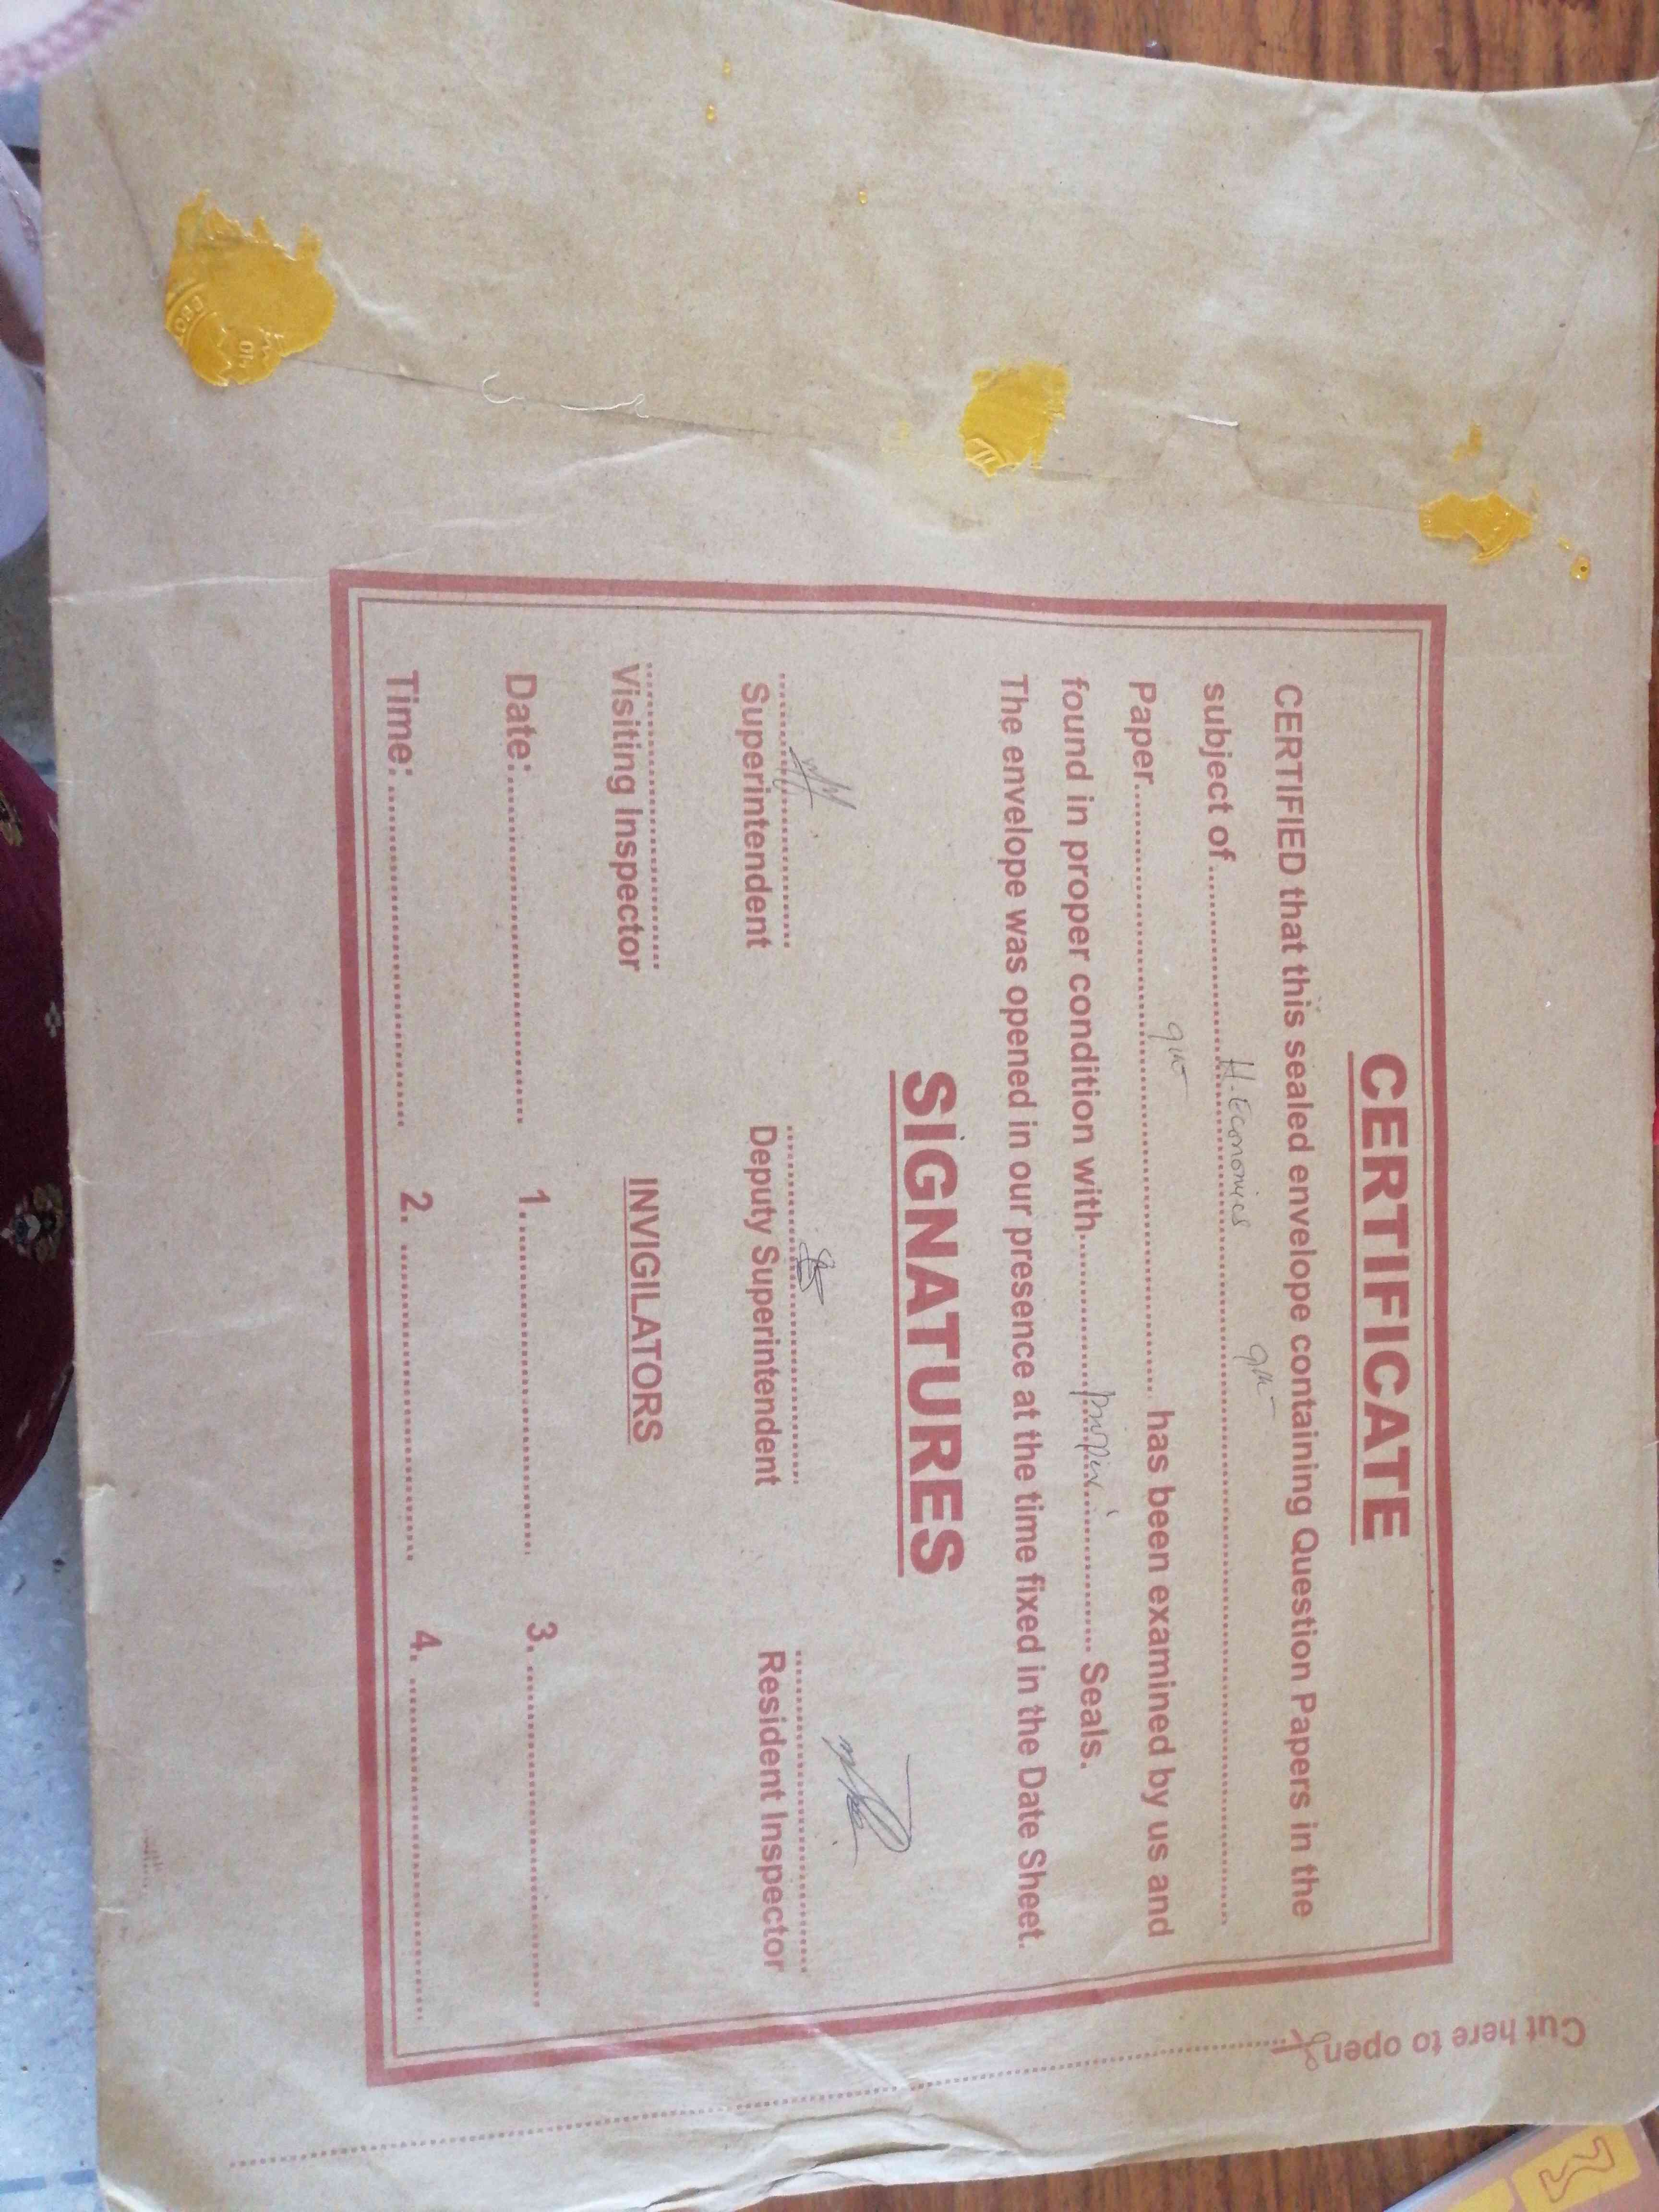 CERTIFICATE
CERTIFIED that this sealed envelope containing Question Papers in the
subject of H. Economics
Paper has been examined by us and
found in proper condition with Seals.
The envelope was opened in our presence at the time fixed in the Date Sheet.
SIGNATURES
Superintendent Deputy Superintendent Resident Inspector
Visiting Inspector INVIGILATORS
Date: 1. 3.
Time: 2. 4.
Cut here to open